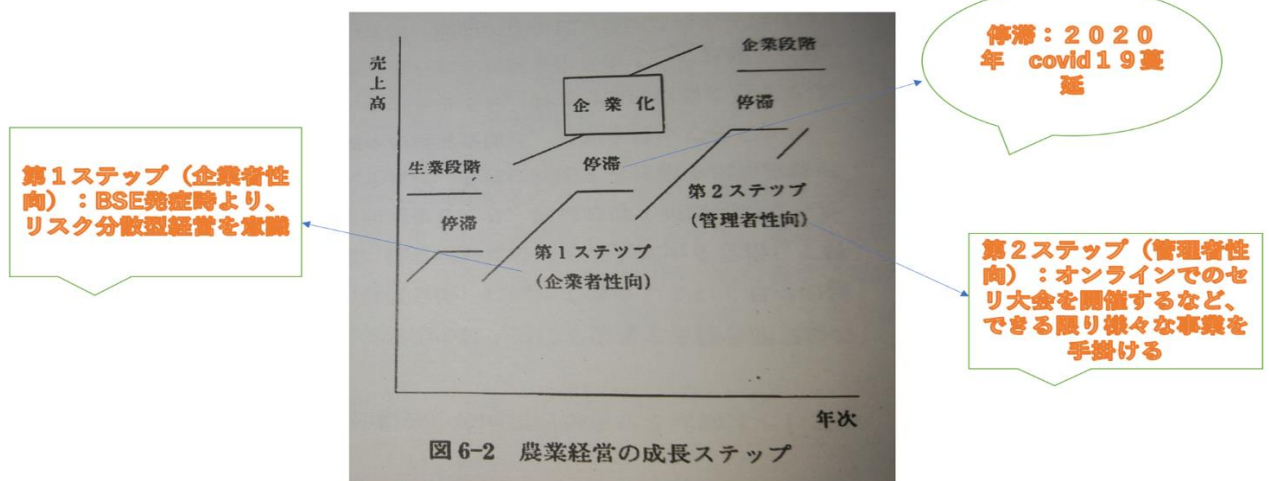 第１ステップ（企業者性
向）：BSE発症時より、
リスク分散型経営を意識
停滞：２０２０
年　covid１９蔓
延
第２ステップ（管理者性
向）：オンラインでのセ
リ大会を開催するなど、
できる限り様々な事業を
手掛ける
売上高
企業段階
企業化
停滞
生業段階
停滞
停滞
第２ステップ
（管理者性向）
第１ステツプ
（企業者性向）
年次
図6-2　農業経営の成長ステップ